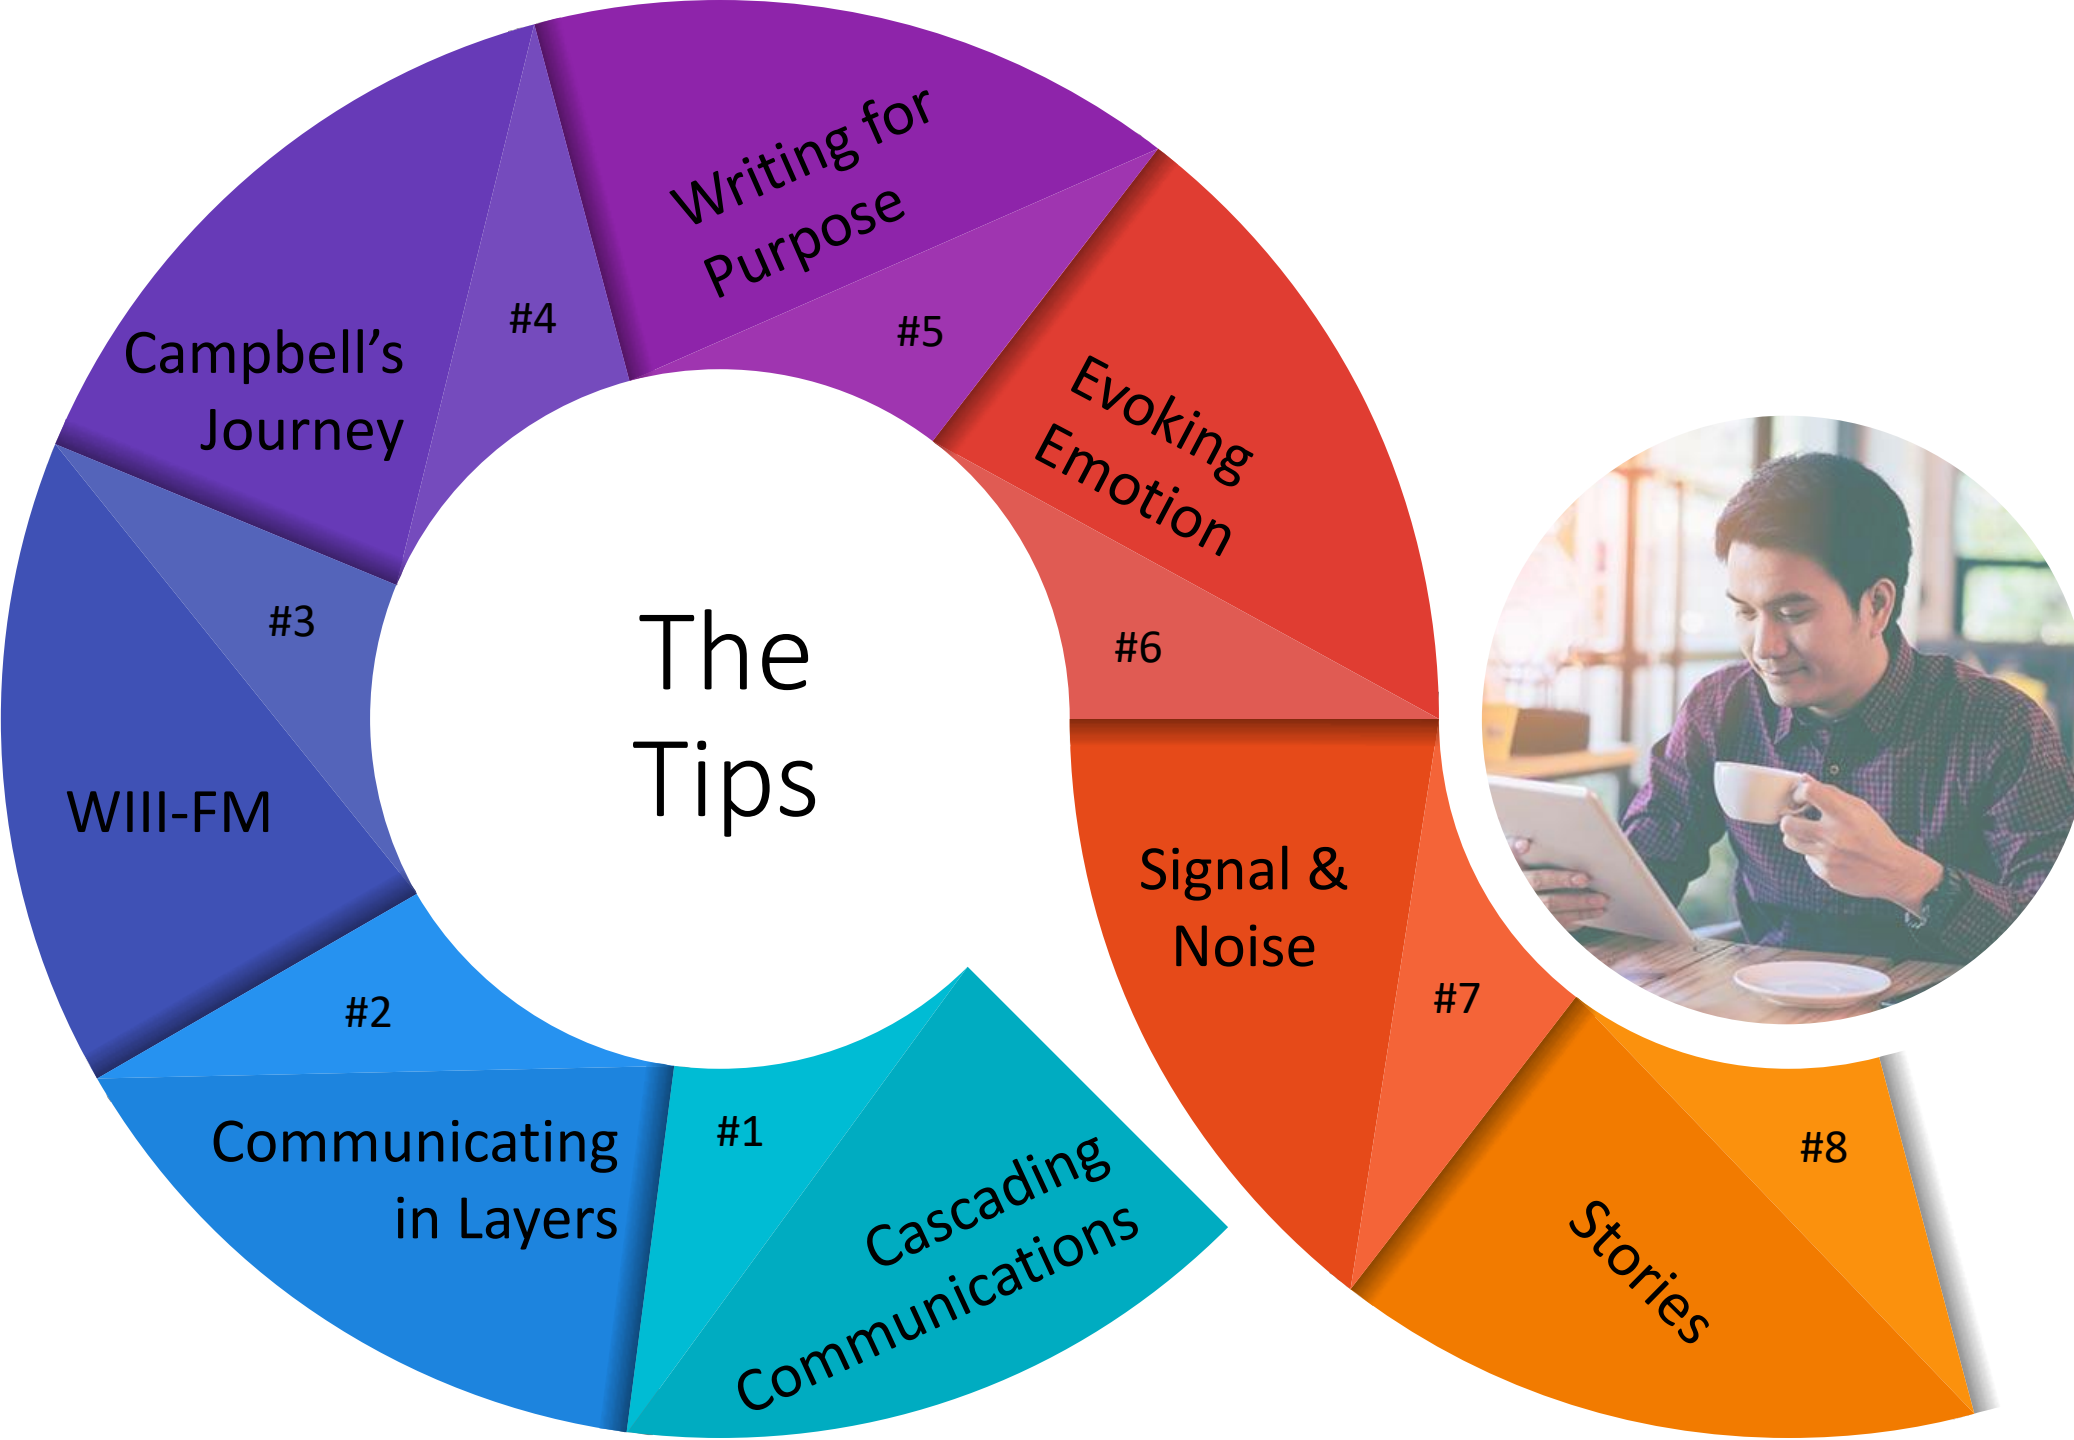 The
Tips
#1
Cascading
Communications
#2
Communicating
in Layers
#3
WIII-FM
#4
Campbell’s
Journey
#5
Writing for
Purpose
#6
Evoking
Emotion
#7
Signal &
Noise
#8
Stories